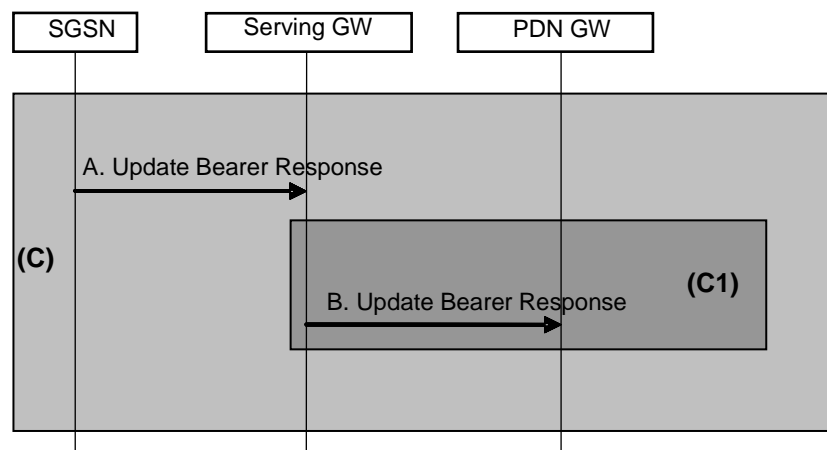 SGSN
Serving GW
PDN GW
A. Update Bearer Response
(C)
(C1)
B. Update Bearer Response